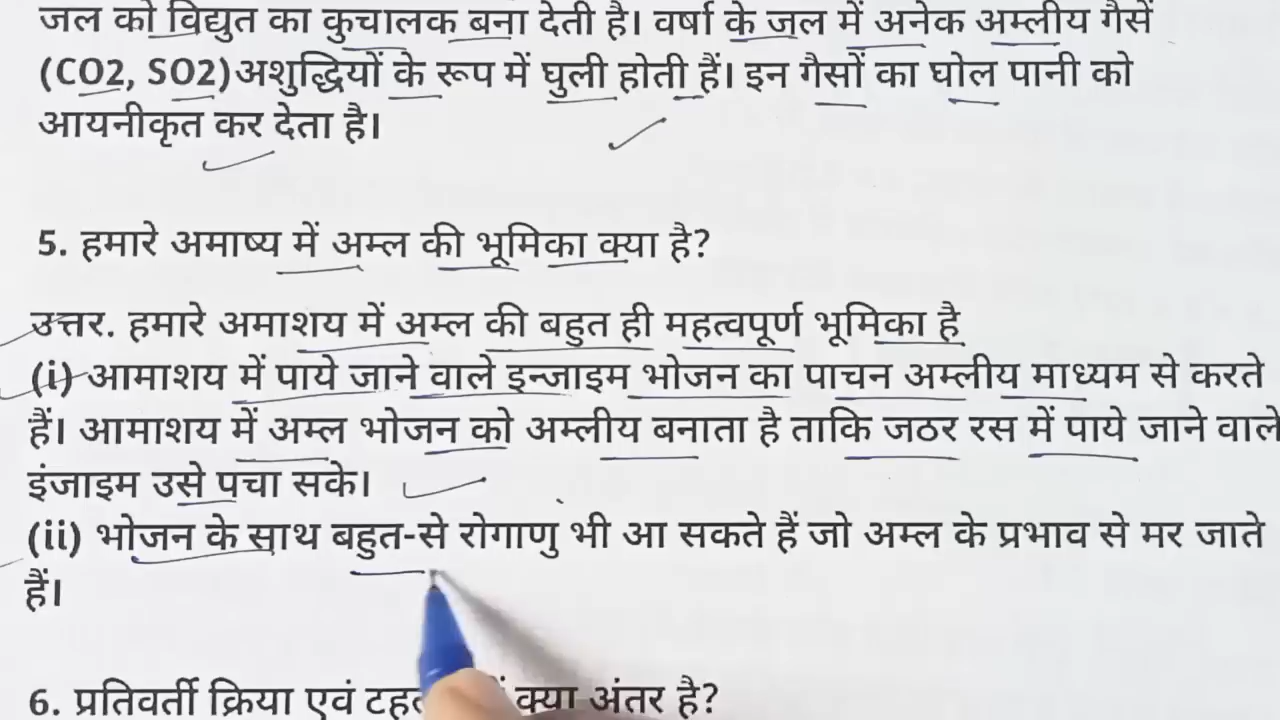 जल को विद्युत का कुचालक बना देती है। वर्षा के जल में अनेक अम्लीय गैसें
(CO2, SO2)अशुद्धियों के रूप में घुली होती हैं। इन गैसों का घोल पानी को
आयनीकृत कर देता है।
5. हमारे अमाष्य में अम्ल की भूमिका क्या है?
उत्तर. हमारे अमाशय में अम्ल की बहुत ही महत्वपूर्ण भूमिका है
(i) आमाशय में पाये जाने वाले इन्जाइम भोजन का पाचन अम्लीय माध्यम से करते
हैं। आमाशय में अम्ल भोजन को अम्लीय बनाता है ताकि जठर रस में पाये जाने वाले
इंजाइम उसे पचा सके।
(ii) भोजन के साथ बहुत-से रोगाणु भी आ सकते हैं जो अम्ल के प्रभाव से मर जाते
हैं।
6. प्रतिवर्ती क्रिया एवं क्या अंतर है?